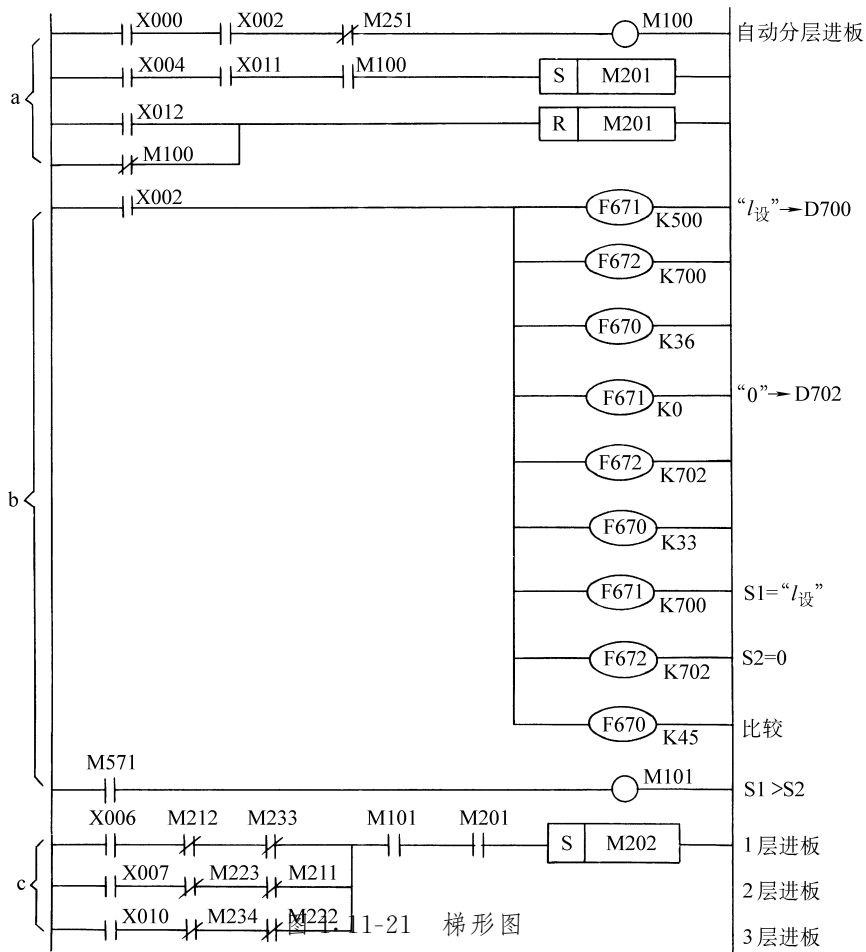 X000 X002 M251 M100 自动分层进板
X004 X011 M100 S M201
a
X012 R M201
M100
X002 F671 K500 “l设”→D700
F672 K700
F670 K36
F671 K0 “0”→D702
F672 K702
b
F670 K33
F671 K700 S1=“l设”
F672 K702 S2=0
F670 K45 比较
M571 M101 S1>S2
X006 M212 M233 M101 M201 S M202 1层进板
c
X007 M223 M211 2层进板
X010 M234 M222 3层进板
图 1.11-21 梯形图